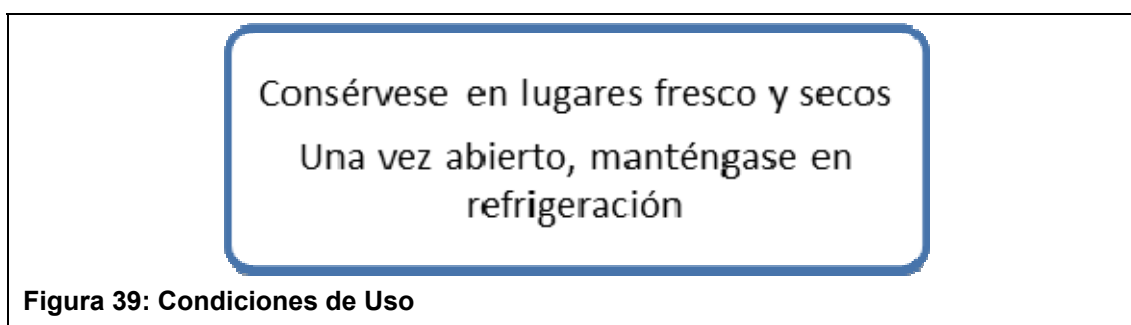 Consérvese en lugares fresco y secos
Una vez abierto, manténgase en
refrigeración
Figura 39: Condiciones de Uso